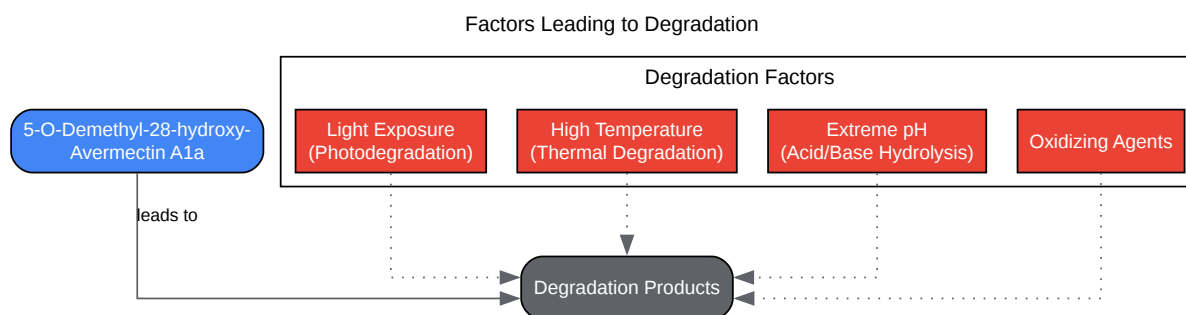 Factors Leading to Degradation
Degradation Factors
5-O-Demethyl-28-hydroxy-
Avermectin A1a
Light Exposure
(Photodegradation)
High Temperature
(Thermal Degradation)
Extreme pH
(Acid/Base Hydrolysis)
Oxidizing Agents
leads to
Degradation Products